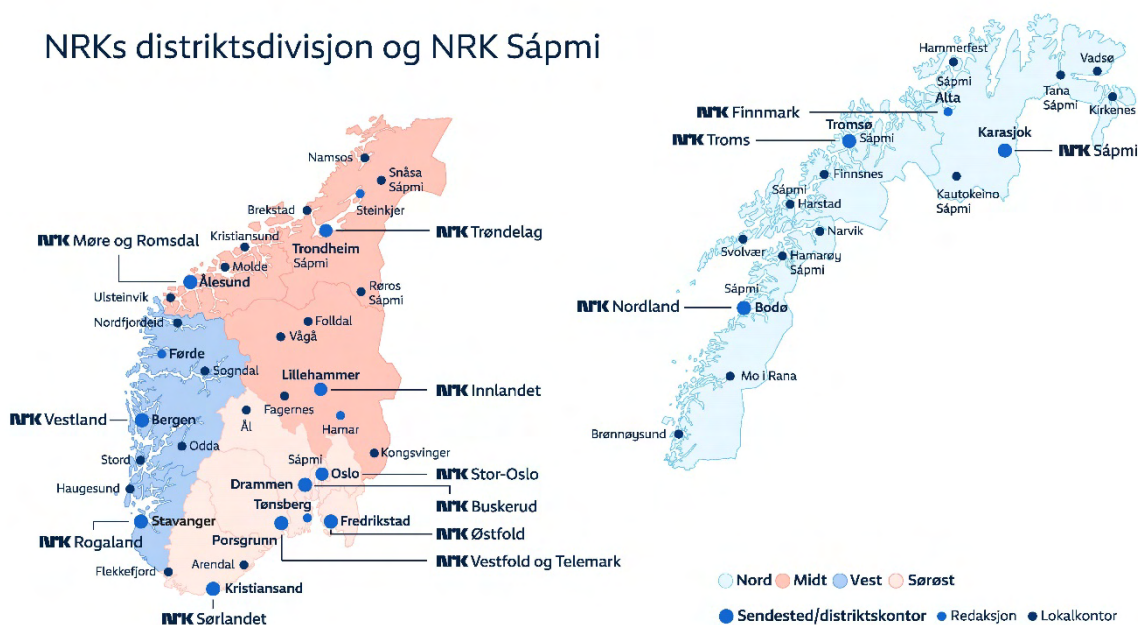 NRKs distriktsdivisjon og NRK Sápmi
Namsos
Snåsa
Sápmi
Steinkjer
Brekstad
NRK Trøndelag
Kristiansund
NRK Møre og Romsdal
Trondheim
Sápmi
Molde
Ålesund
Røros
Sápmi
Ulsteinvik
Nordfjordeid
Folldal
Vågå
Førde
Sogndal
Lillehammer
NRK Innlandet
Fagernes
Ål
Hamar
NRK Vestland
Bergen
Odda
Kongsvinger
Stord
Sápmi
Oslo
NRK Stor-Oslo
Haugesund
Drammen
Tønsberg
NRK Buskerud
Stavanger
Fredrikstad
NRK Østfold
NRK Rogaland
Porsgrunn
NRK Vestfold og Telemark
Flekkefjord
Arendal
Kristiansand
NRK Sørlandet
Hammerfest
Sápmi
Vadsø
Tana
Sápmi
Kirkenes
Alta
NRK Finnmark
Tromsø
Sápmi
NRK Troms
Karasjok
NRK Sápmi
Finnsnes
Kautokeino
Sápmi
Sápmi
Harstad
Narvik
Svolvær
Hamarøy
Sápmi
Sápmi
NRK Nordland
Bodø
Mo i Rana
Brønnøysund
Nord Midt Vest Sørøst
Sendested/distriktskontor Redaksjon Lokalkontor